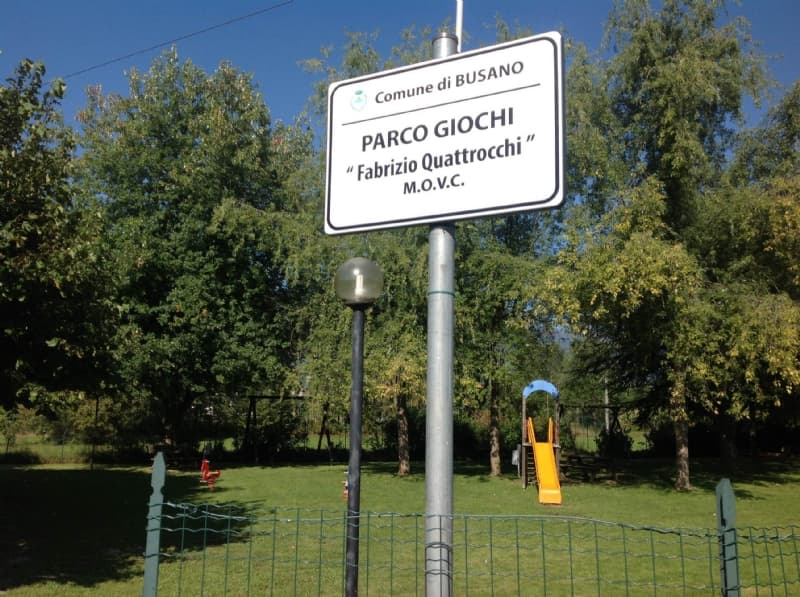 Comune di BUSANO
PARCO GIOCHI
" Fabrizio Quattrocchi "
M.O.V.C.